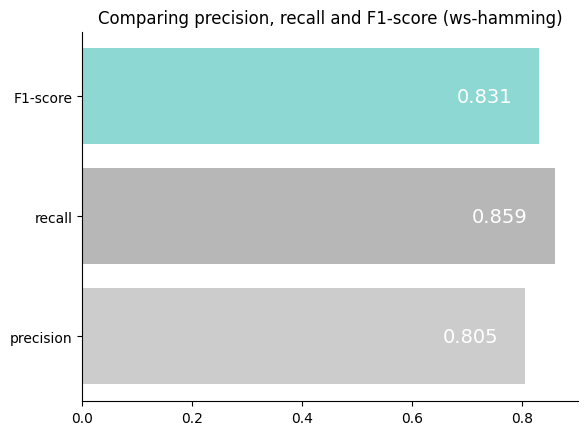 Comparing precision, recall and F1-score (ws-hamming)
F1-score
0.831
recall
0.859
precision
0.805
0.0 0.2 0.4 0.6 0.8